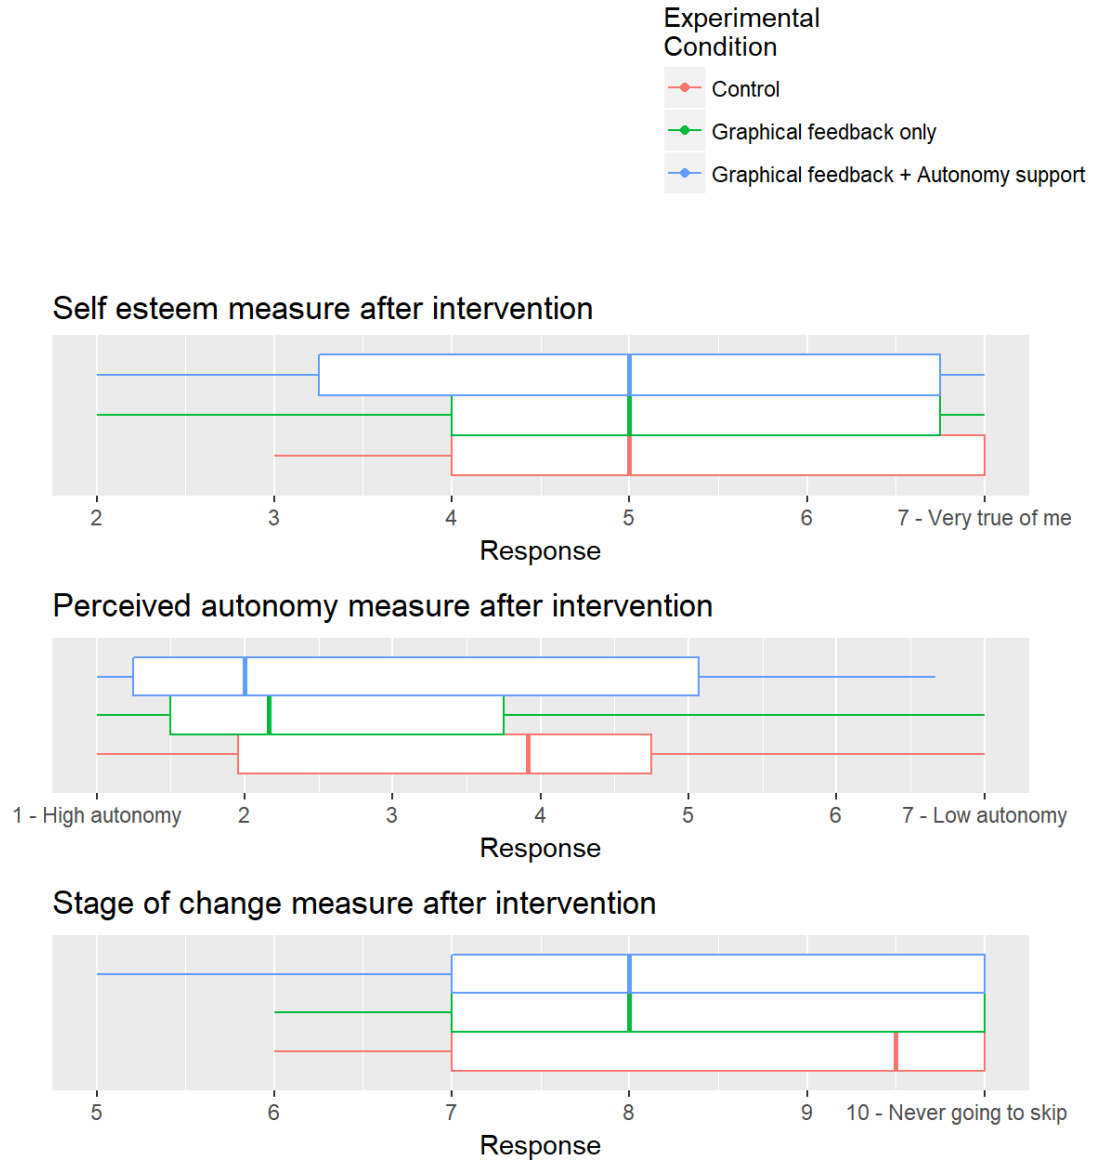 Experimental
Condition
Control
Graphical feedback only
Graphical feedback + Autonomy support
Self esteem measure after intervention
2 3 4 5 6 7 - Very true of me
Response
Perceived autonomy measure after intervention
1 - High autonomy 2 3 4 5 6 7 - Low autonomy
Response
Stage of change measure after intervention
5 6 7 8 9 10 - Never going to skip
Response